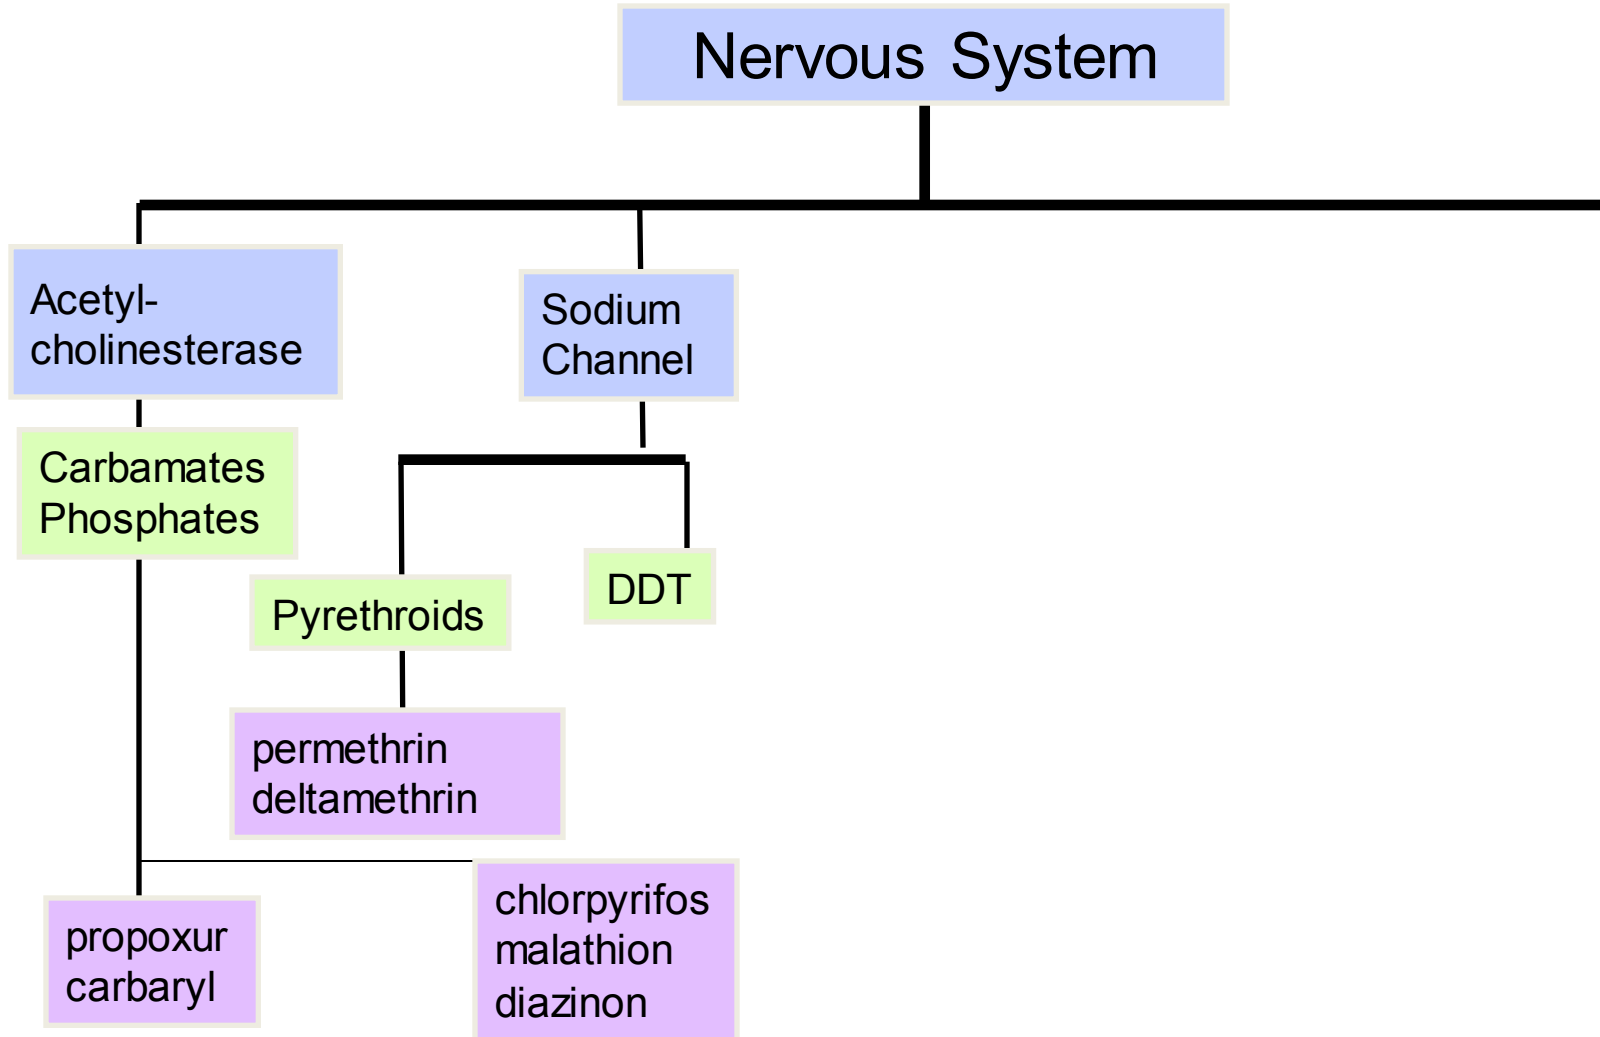 Nervous System
Acetyl-
cholinesterase
Sodium
Channel
Carbamates
Phosphates
Pyrethroids
DDT
permethrin
deltamethrin
propoxur
carbaryl
chlorpyrifos
malathion
diazinon